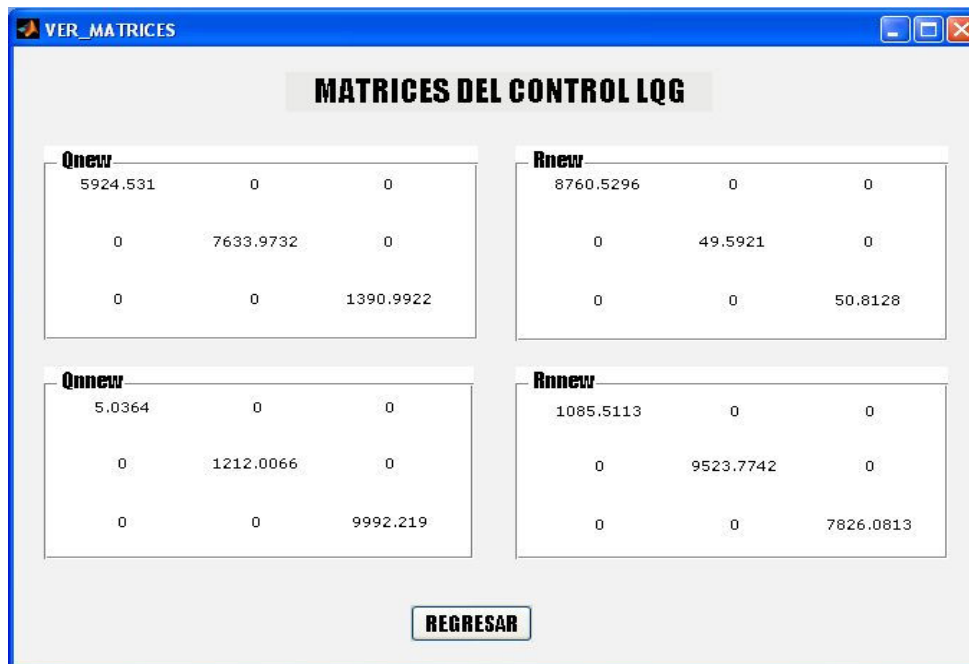 VER_MATRICES
MATRICES DEL CONTROL LQG
Qnew
5924.531 0 0
0 7633.9732 0
0 0 1390.9922
Rnew
8760.5296 0 0
0 49.5921 0
0 0 50.8128
Qnnew
5.0364 0 0
0 1212.0066 0
0 0 9992.219
Rnnew
1085.5113 0 0
0 9523.7742 0
0 0 7826.0813
REGRESAR